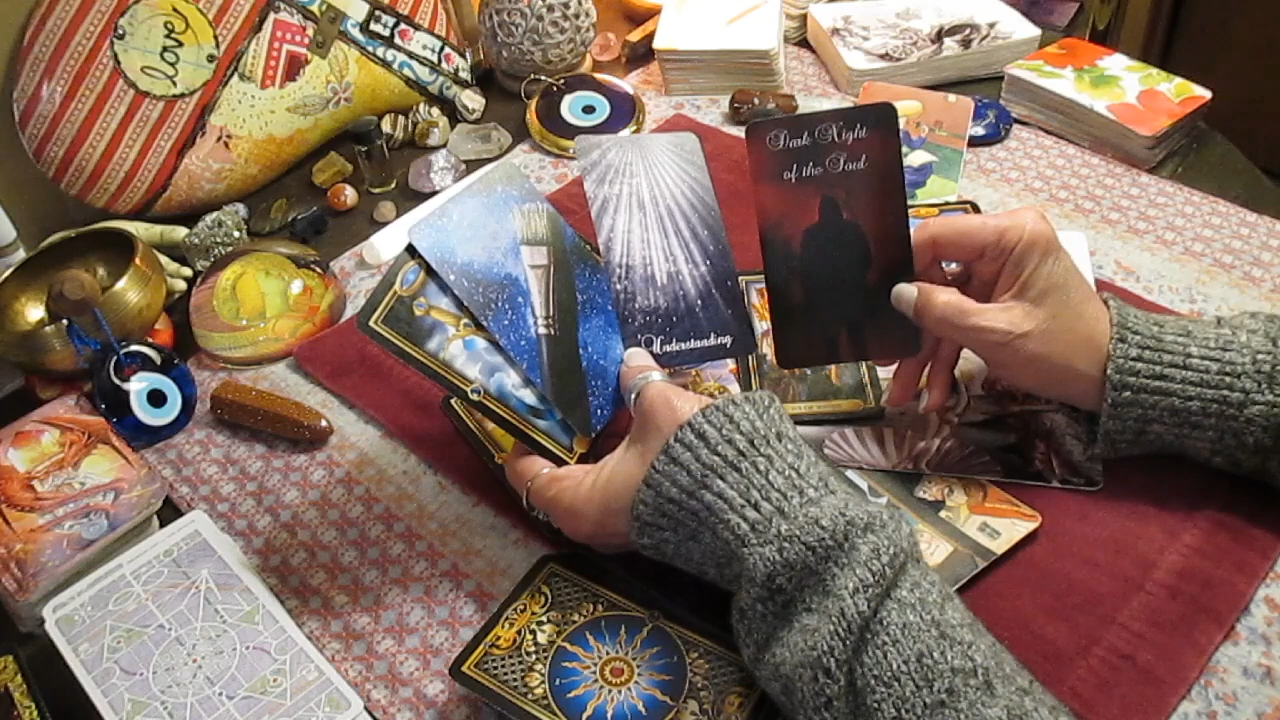 love
Dark Night
of the Soul
Understanding